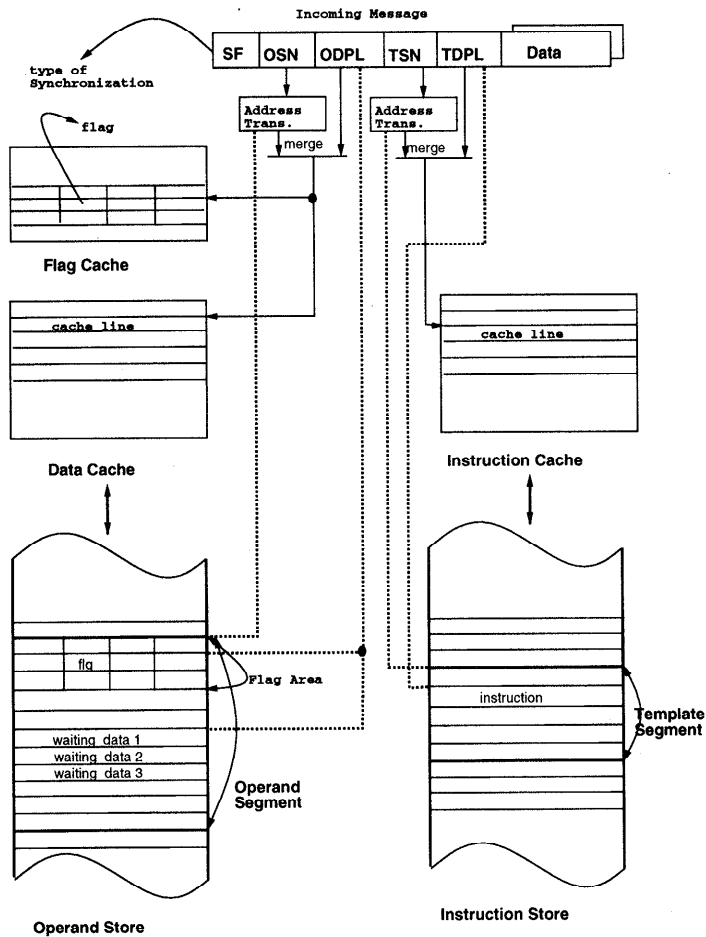 Incoming Message
SF OSN ODPL TSN TDPL Data
type of
Synchronization
Address
Trans.
Address
Trans.
flag
merge
merge
Flag Cache
cache line
cache line
Data Cache
Instruction Cache
flg
Flag Area
instruction
Template
Segment
waiting data 1
waiting data 2
waiting data 3
Operand
Segment
Operand Store
Instruction Store